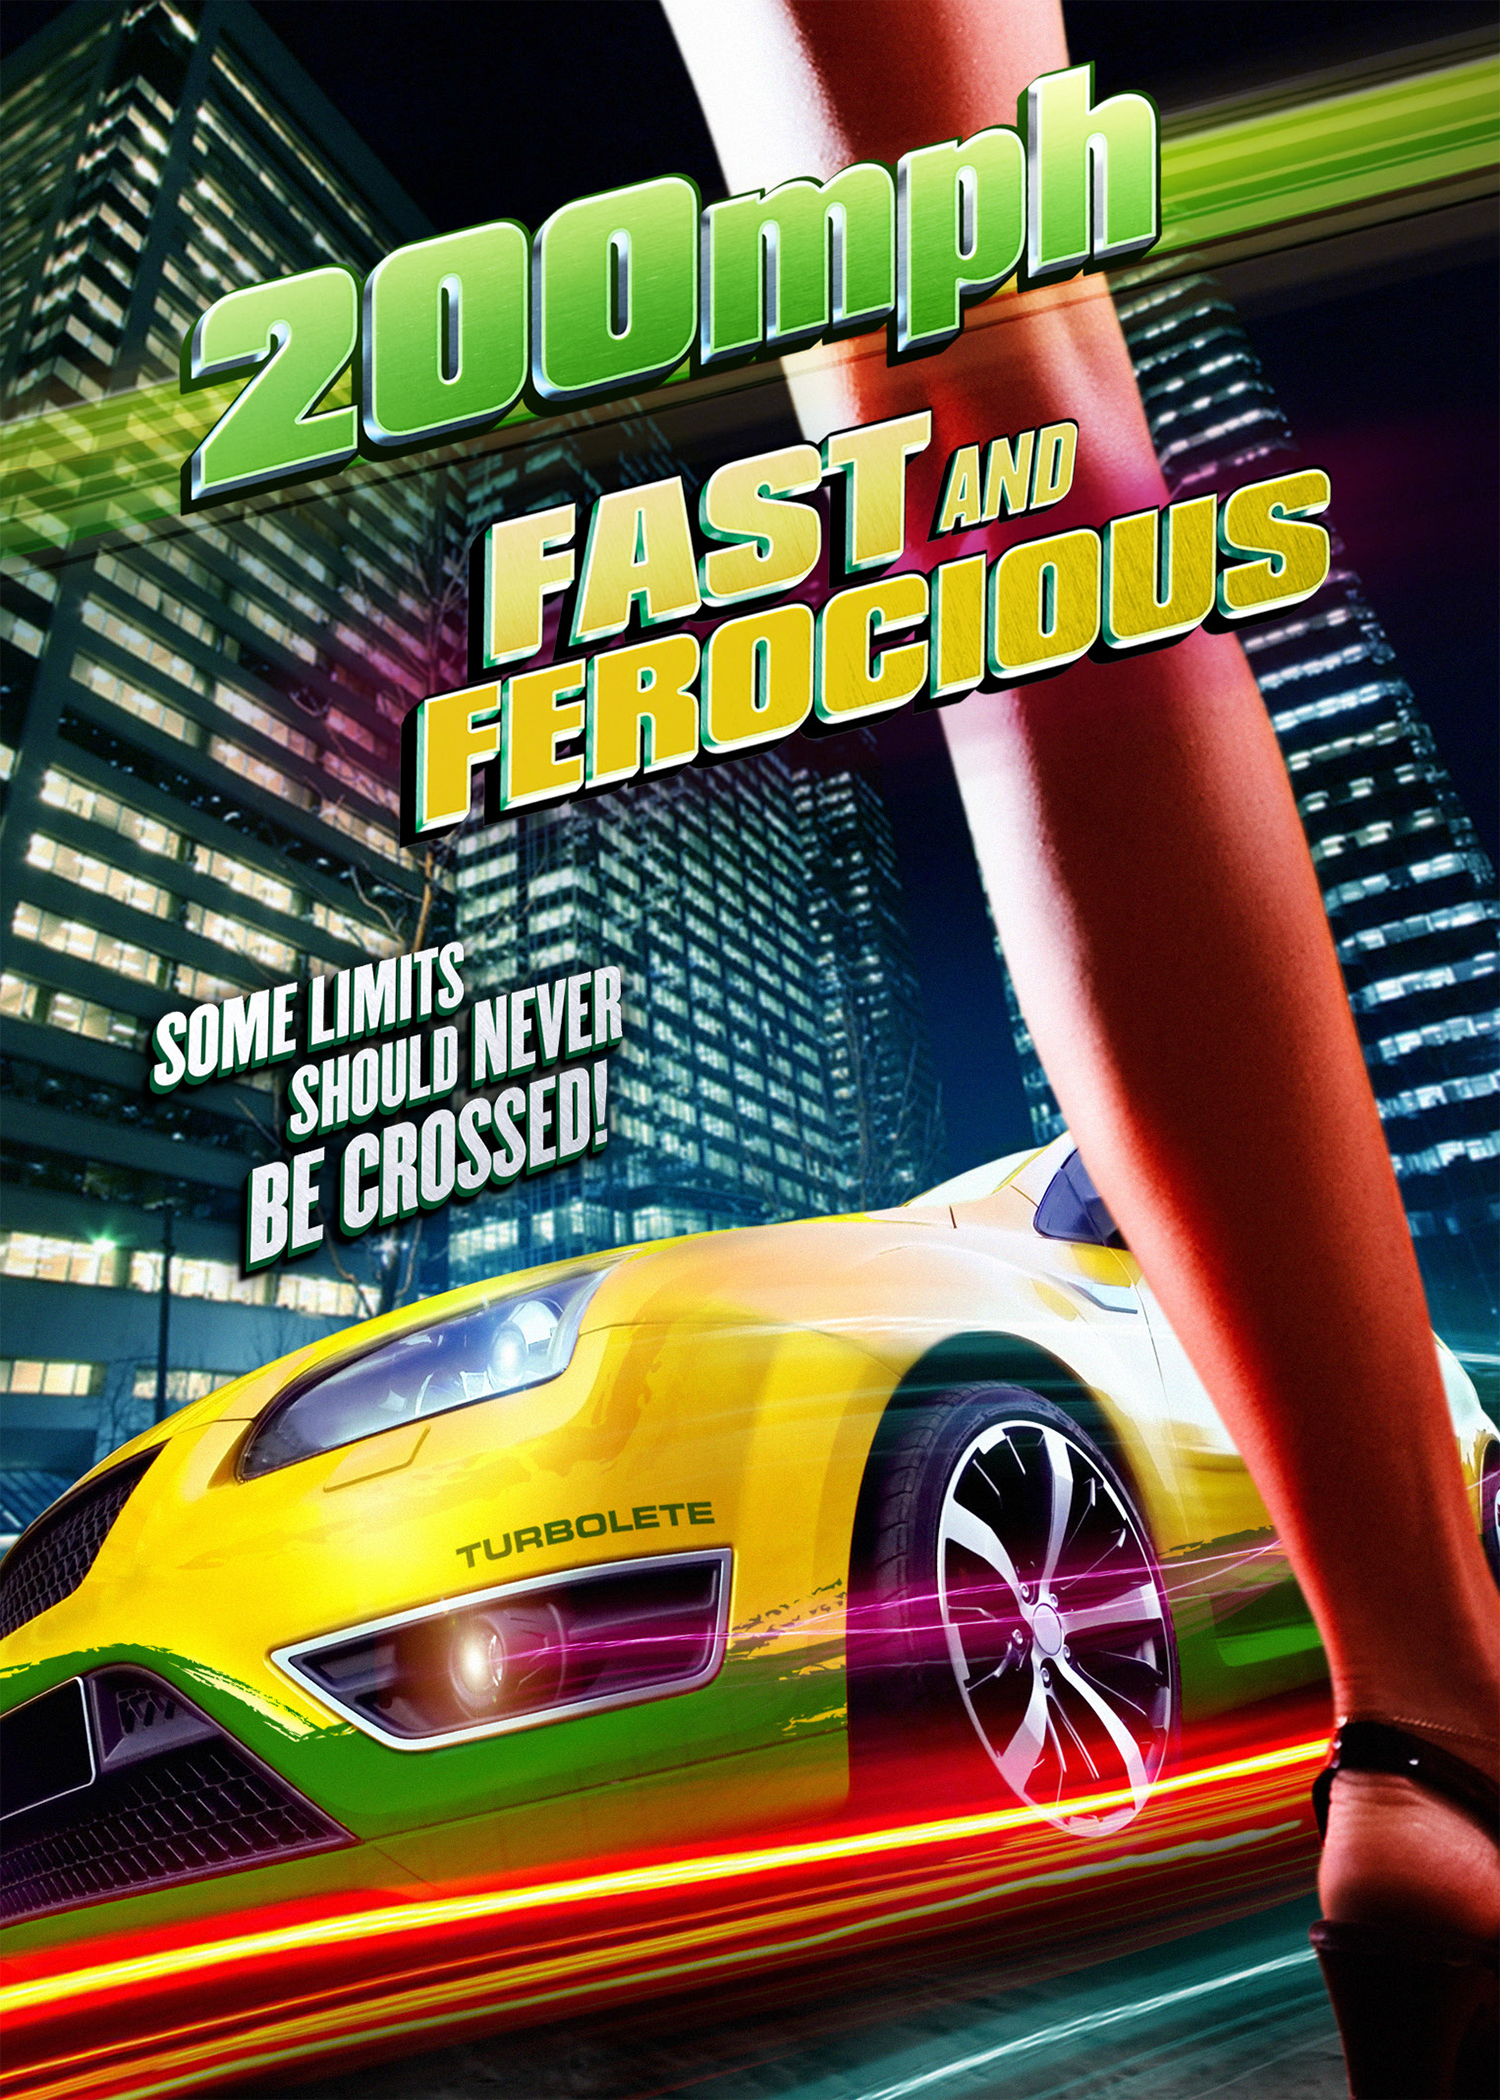 200mph
FAST AND
FEROCIOUS
SOME LIMITS
SHOULD NEVER
BE CROSSED!
TURBOLETE